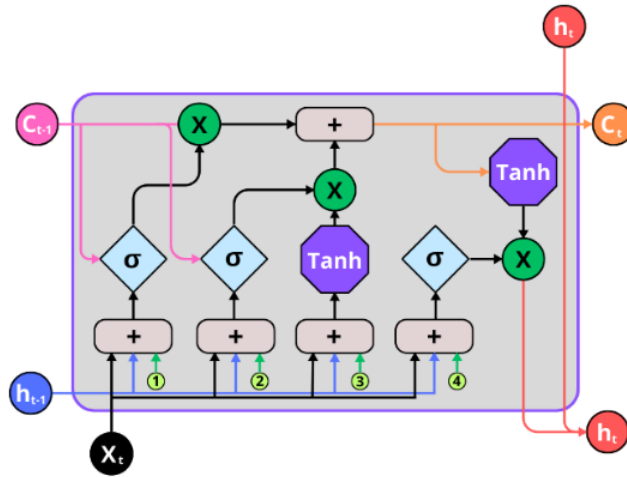 hₜ
Cₜ₋₁
X
+
Cₜ
Tanh
X
σ
σ
Tanh
σ
X
+
+
+
+
1
2
3
4
hₜ₋₁
hₜ
Xₜ